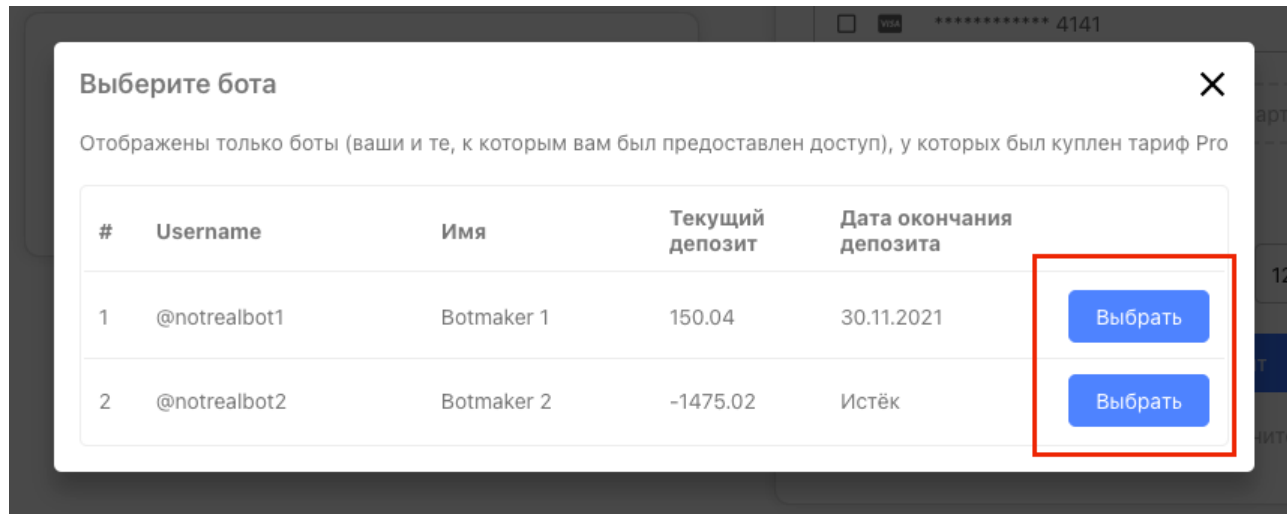 VISA ************ 4141
Выберите бота
Отображены только боты (ваши и те, к которым вам был предоставлен доступ), у которых был куплен тариф Pro
# Username Имя Текущий депозит Дата окончания депозита
1 @notrealbot1 Botmaker 1 150.04 30.11.2021 Выбрать
2 @notrealbot2 Botmaker 2 -1475.02 Истёк Выбрать